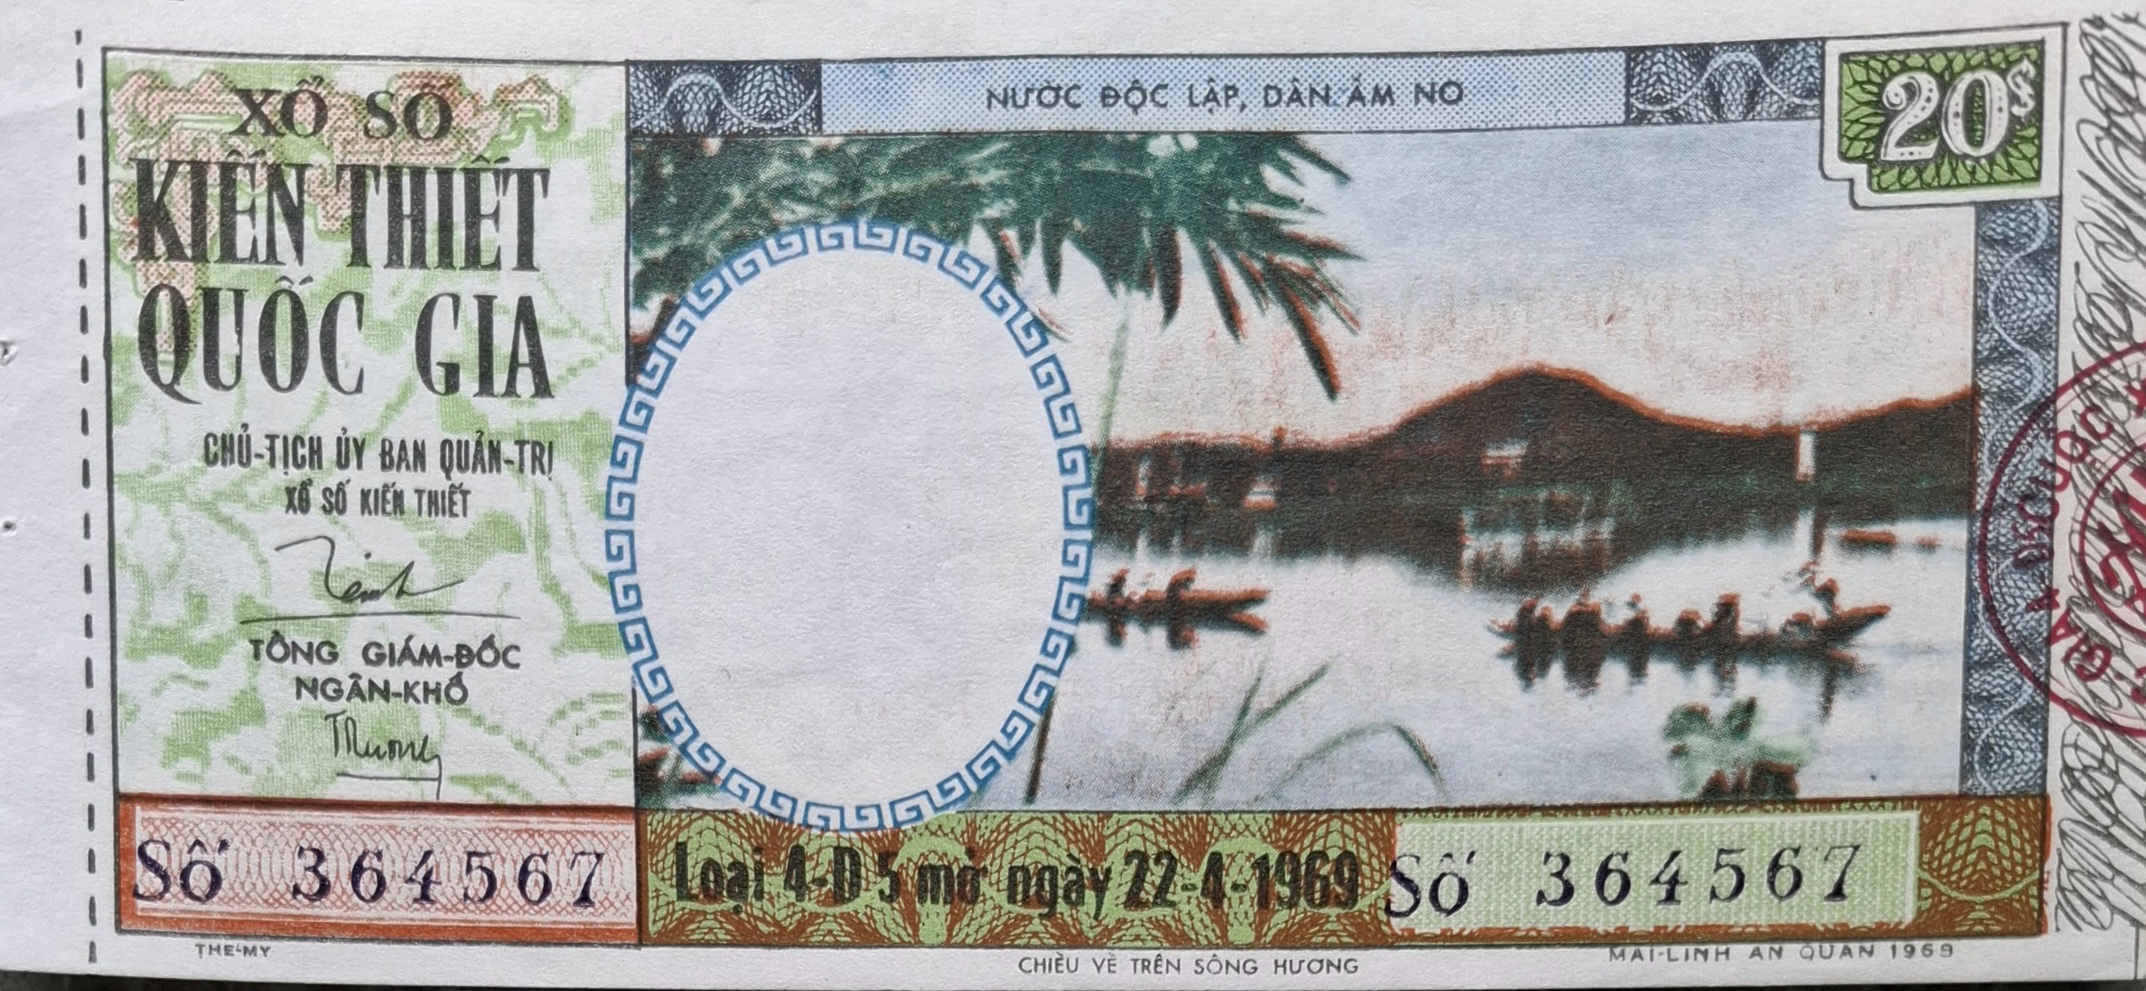 XỔ SỐ
KIẾN THIẾT
QUỐC GIA
CHỦ-TỊCH ỦY BAN QUẢN-TRỊ
XỔ SỐ KIẾN THIẾT
TỔNG GIÁM-ĐỐC
NGÂN-KHỐ
Số 364567
THẾ-MỸ
NƯỚC ĐỘC LẬP, DÂN ẤM NO
20$
Loại 4-D5 mở ngày 22-4-1969
Số 364567
CHIỀU VỀ TRÊN SÔNG HƯƠNG
MAI-LINH AN QUAN 1969